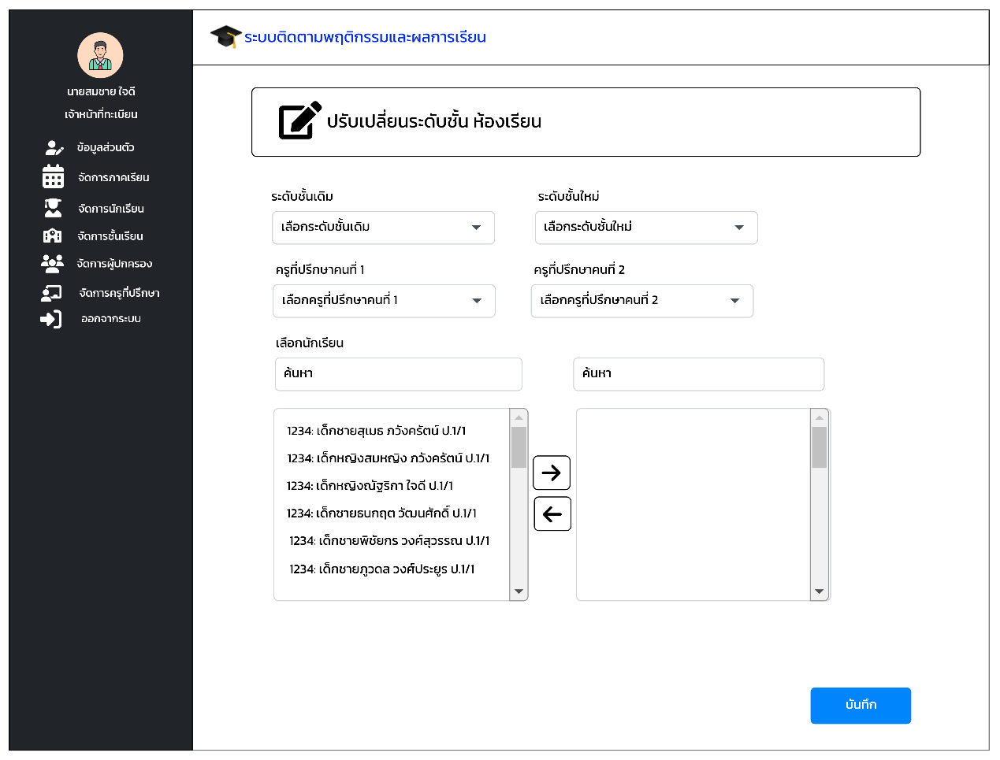 ระบบติดตามพฤติกรรมและผลการเรียน
นายสมชาย ใจดี
เจ้าหน้าที่ทะเบียน
ข้อมูลส่วนตัว
จัดการภาคเรียน
จัดการนักเรียน
จัดการชั้นเรียน
จัดการผู้ปกครอง
จัดการครูที่ปรึกษา
ออกจากระบบ
ปรับเปลี่ยนระดับชั้น ห้องเรียน
ระดับชั้นเดิม
ระดับชั้นใหม่
เลือกระดับชั้นเดิม
เลือกระดับชั้นใหม่
ครูที่ปรึกษาคนที่ 1
ครูที่ปรึกษาคนที่ 2
เลือกครูที่ปรึกษาคนที่ 1
เลือกครูที่ปรึกษาคนที่ 2
เลือกนักเรียน
ค้นหา
ค้นหา
1234: เด็กชายสุเมธ ภวังครัตน์ ป.1/1
1234: เด็กหญิงสมหญิง ภวังครัตน์ ป.1/1
1234: เด็กหญิงณัฐริกา ใจดี ป.1/1
1234: เด็กชายธนกฤต วัฒนศักดิ์ ป.1/1
1234: เด็กชายพิชัยกร วงศ์สุวรรณ ป.1/1
1234: เด็กชายภูวดล วงศ์ประยูร ป.1/1
บันทึก